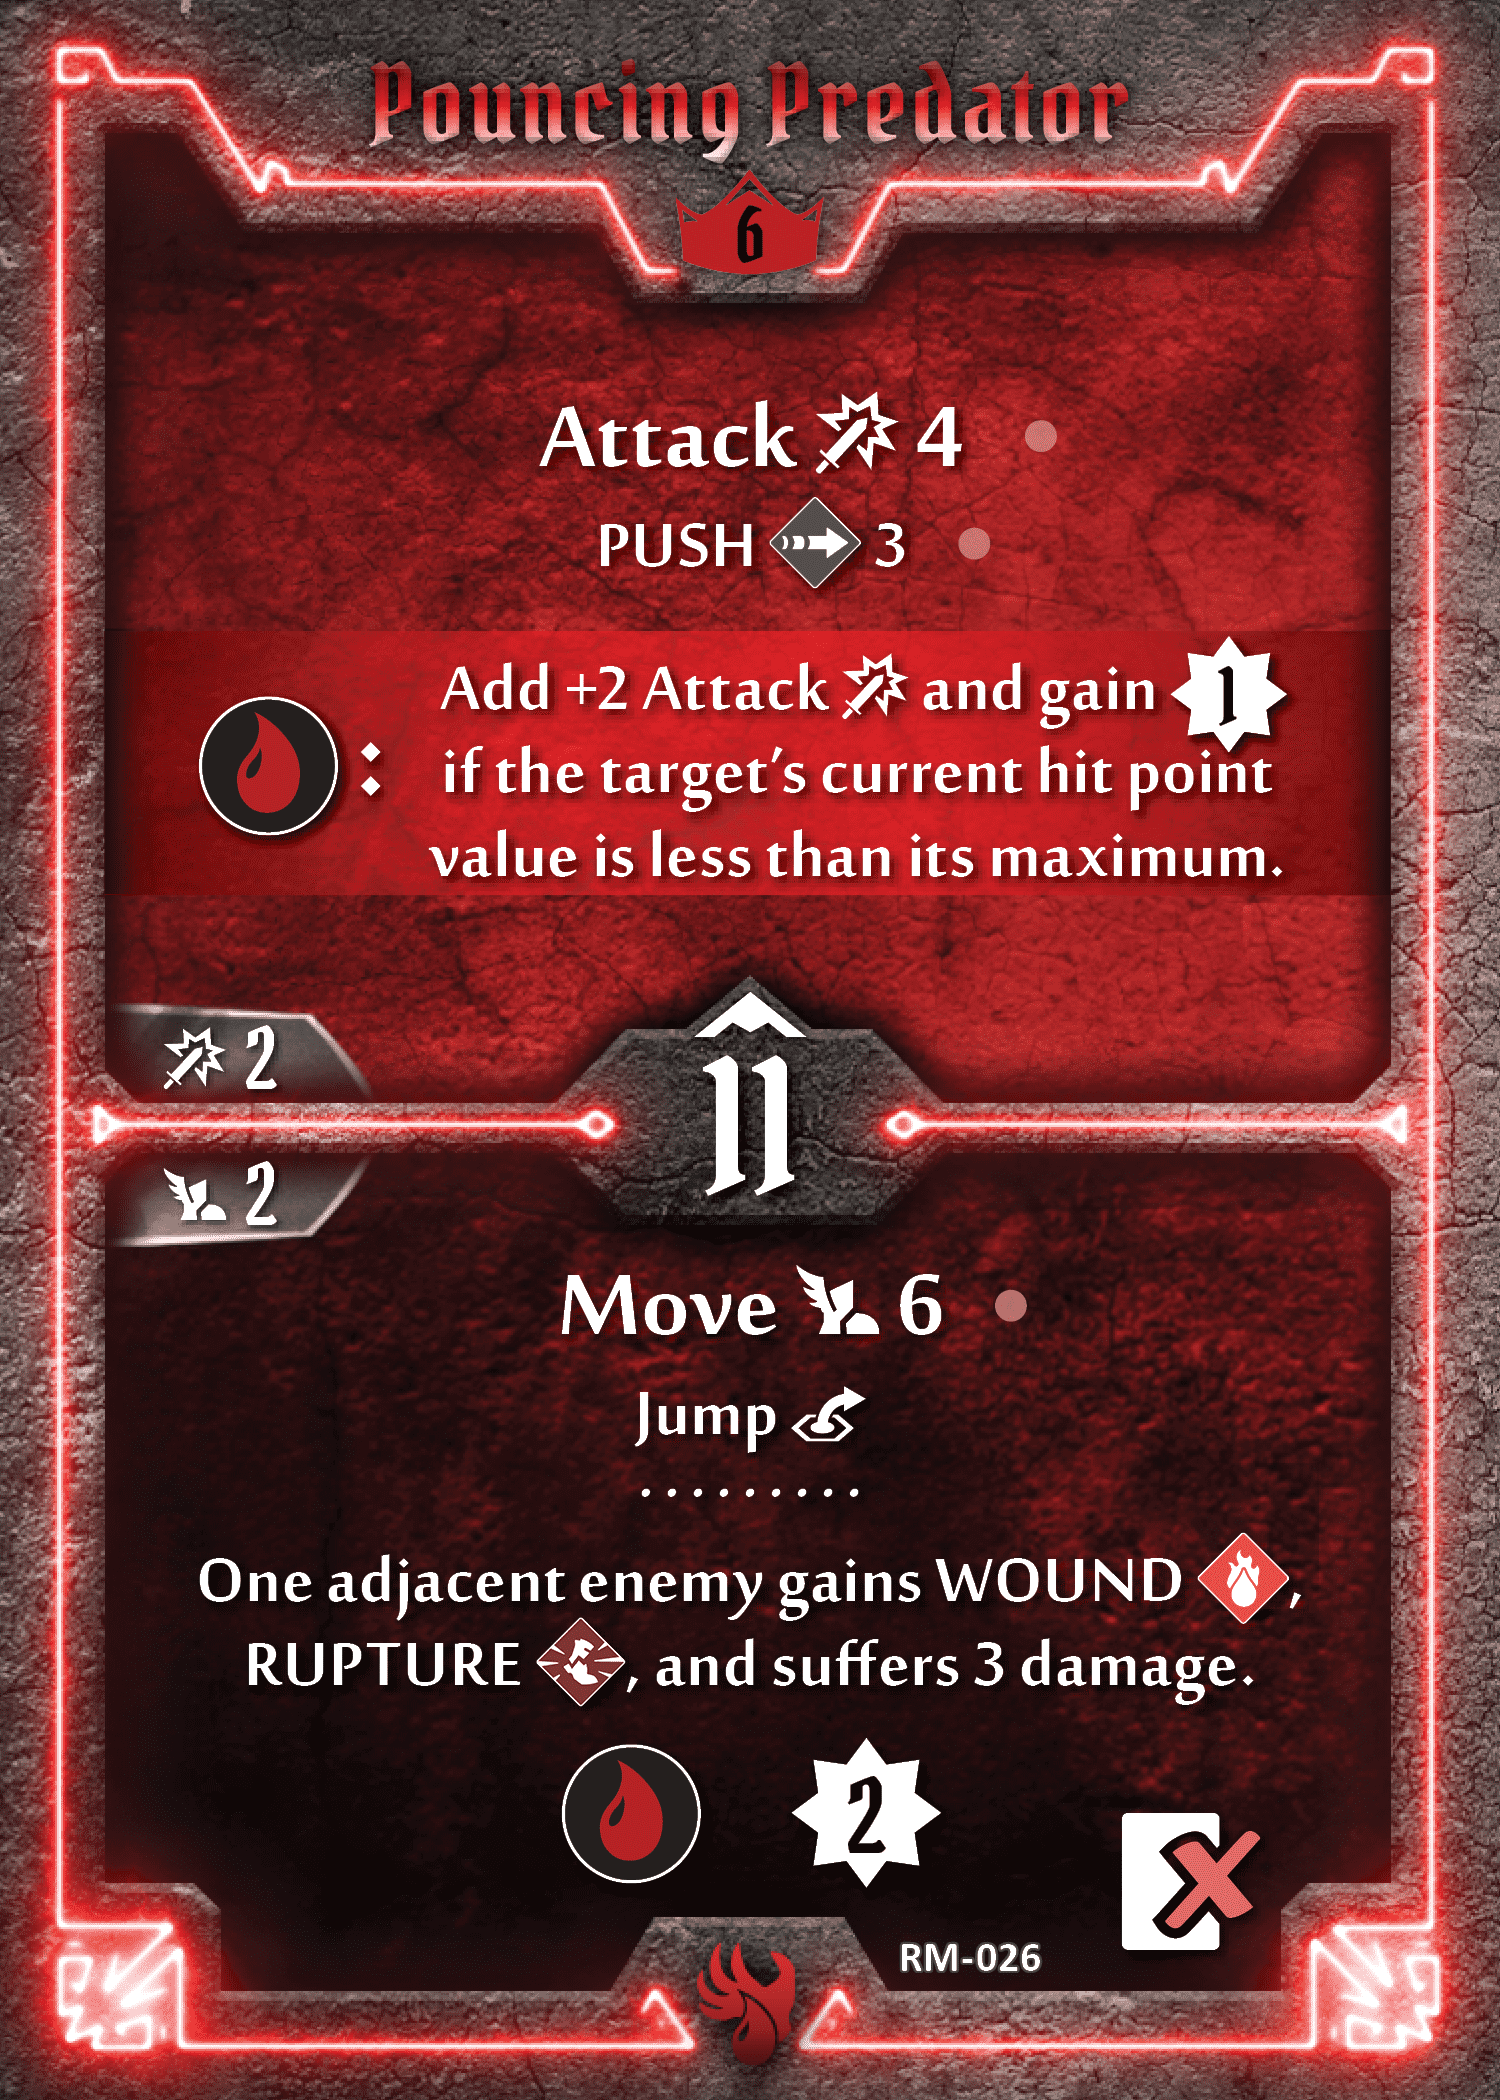 Pouncing Predator
6
Attack 4
PUSH 3
Add +2 Attack and gain 1
: if the target's current hit point
value is less than its maximum.
2
11
2
Move 6
Jump
.........
One adjacent enemy gains WOUND ,
RUPTURE , and suffers 3 damage.
2
RM-026